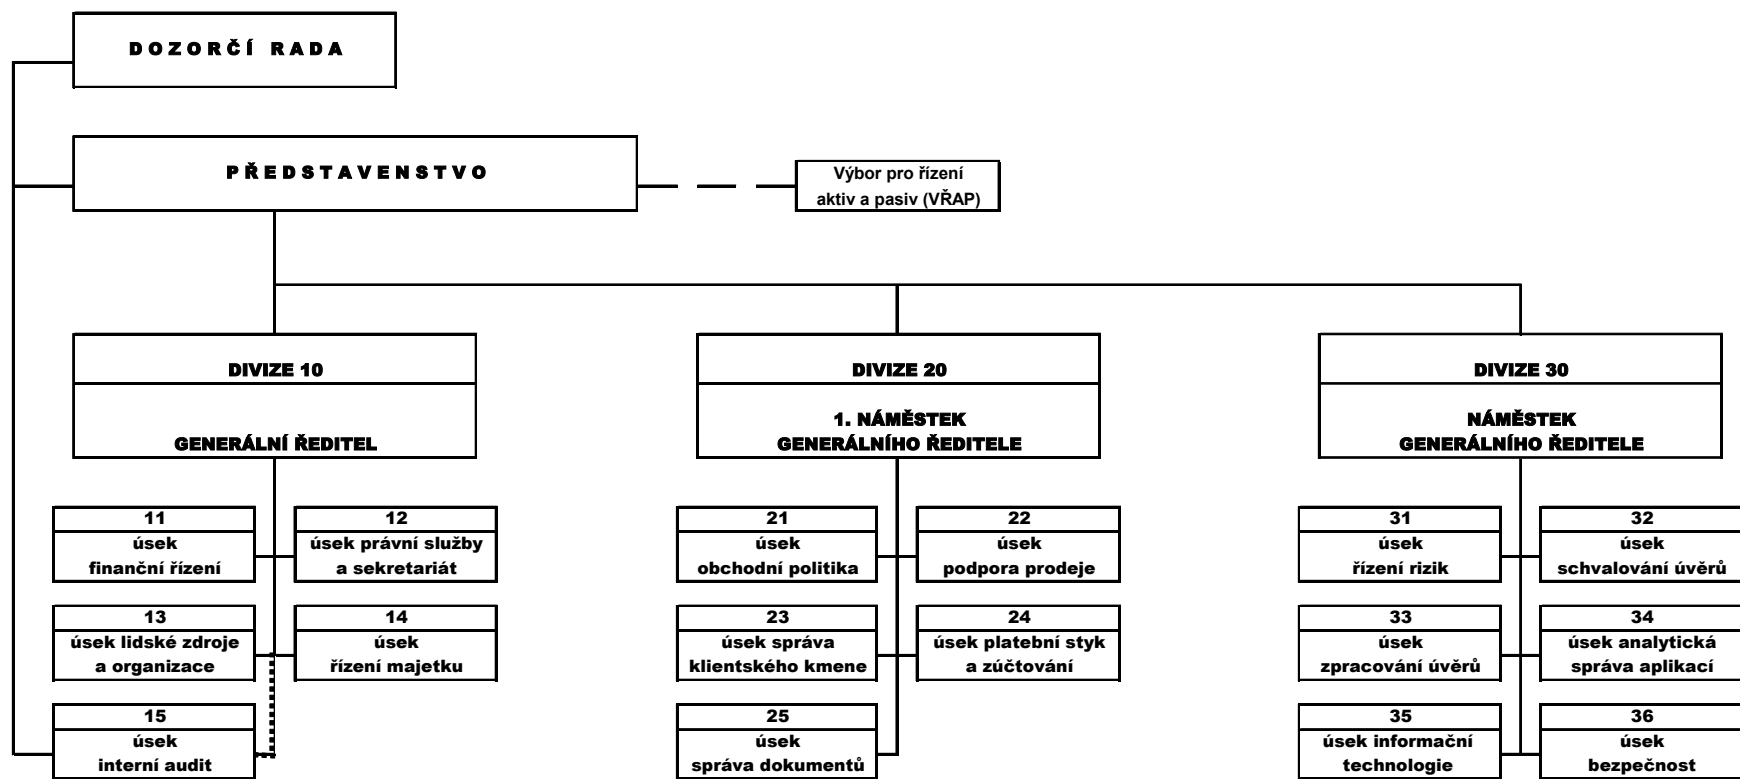 DOZORČÍ RADA
PŘEDSTAVENSTVO
Výbor pro řízení
aktiv a pasiv (VŘAP)
DIVIZE 10
GENERÁLNÍ ŘEDITEL
DIVIZE 20
1. NÁMĚSTEK
GENERÁLNÍHO ŘEDITELE
DIVIZE 30
NÁMĚSTEK
GENERÁLNÍHO ŘEDITELE
11
úsek
finanční řízení
12
úsek právní služby
a sekretariát
13
úsek lidské zdroje
a organizace
14
úsek
řízení majetku
15
úsek
interní audit
21
úsek
obchodní politika
22
úsek
podpora prodeje
23
úsek správa
klientského kmene
24
úsek platební styk
a zúčtování
25
úsek
správa dokumentů
31
úsek
řízení rizik
32
úsek
schvalování úvěrů
33
úsek
zpracování úvěrů
34
úsek analytická
správa aplikací
35
úsek informační
technologie
36
úsek
bezpečnost